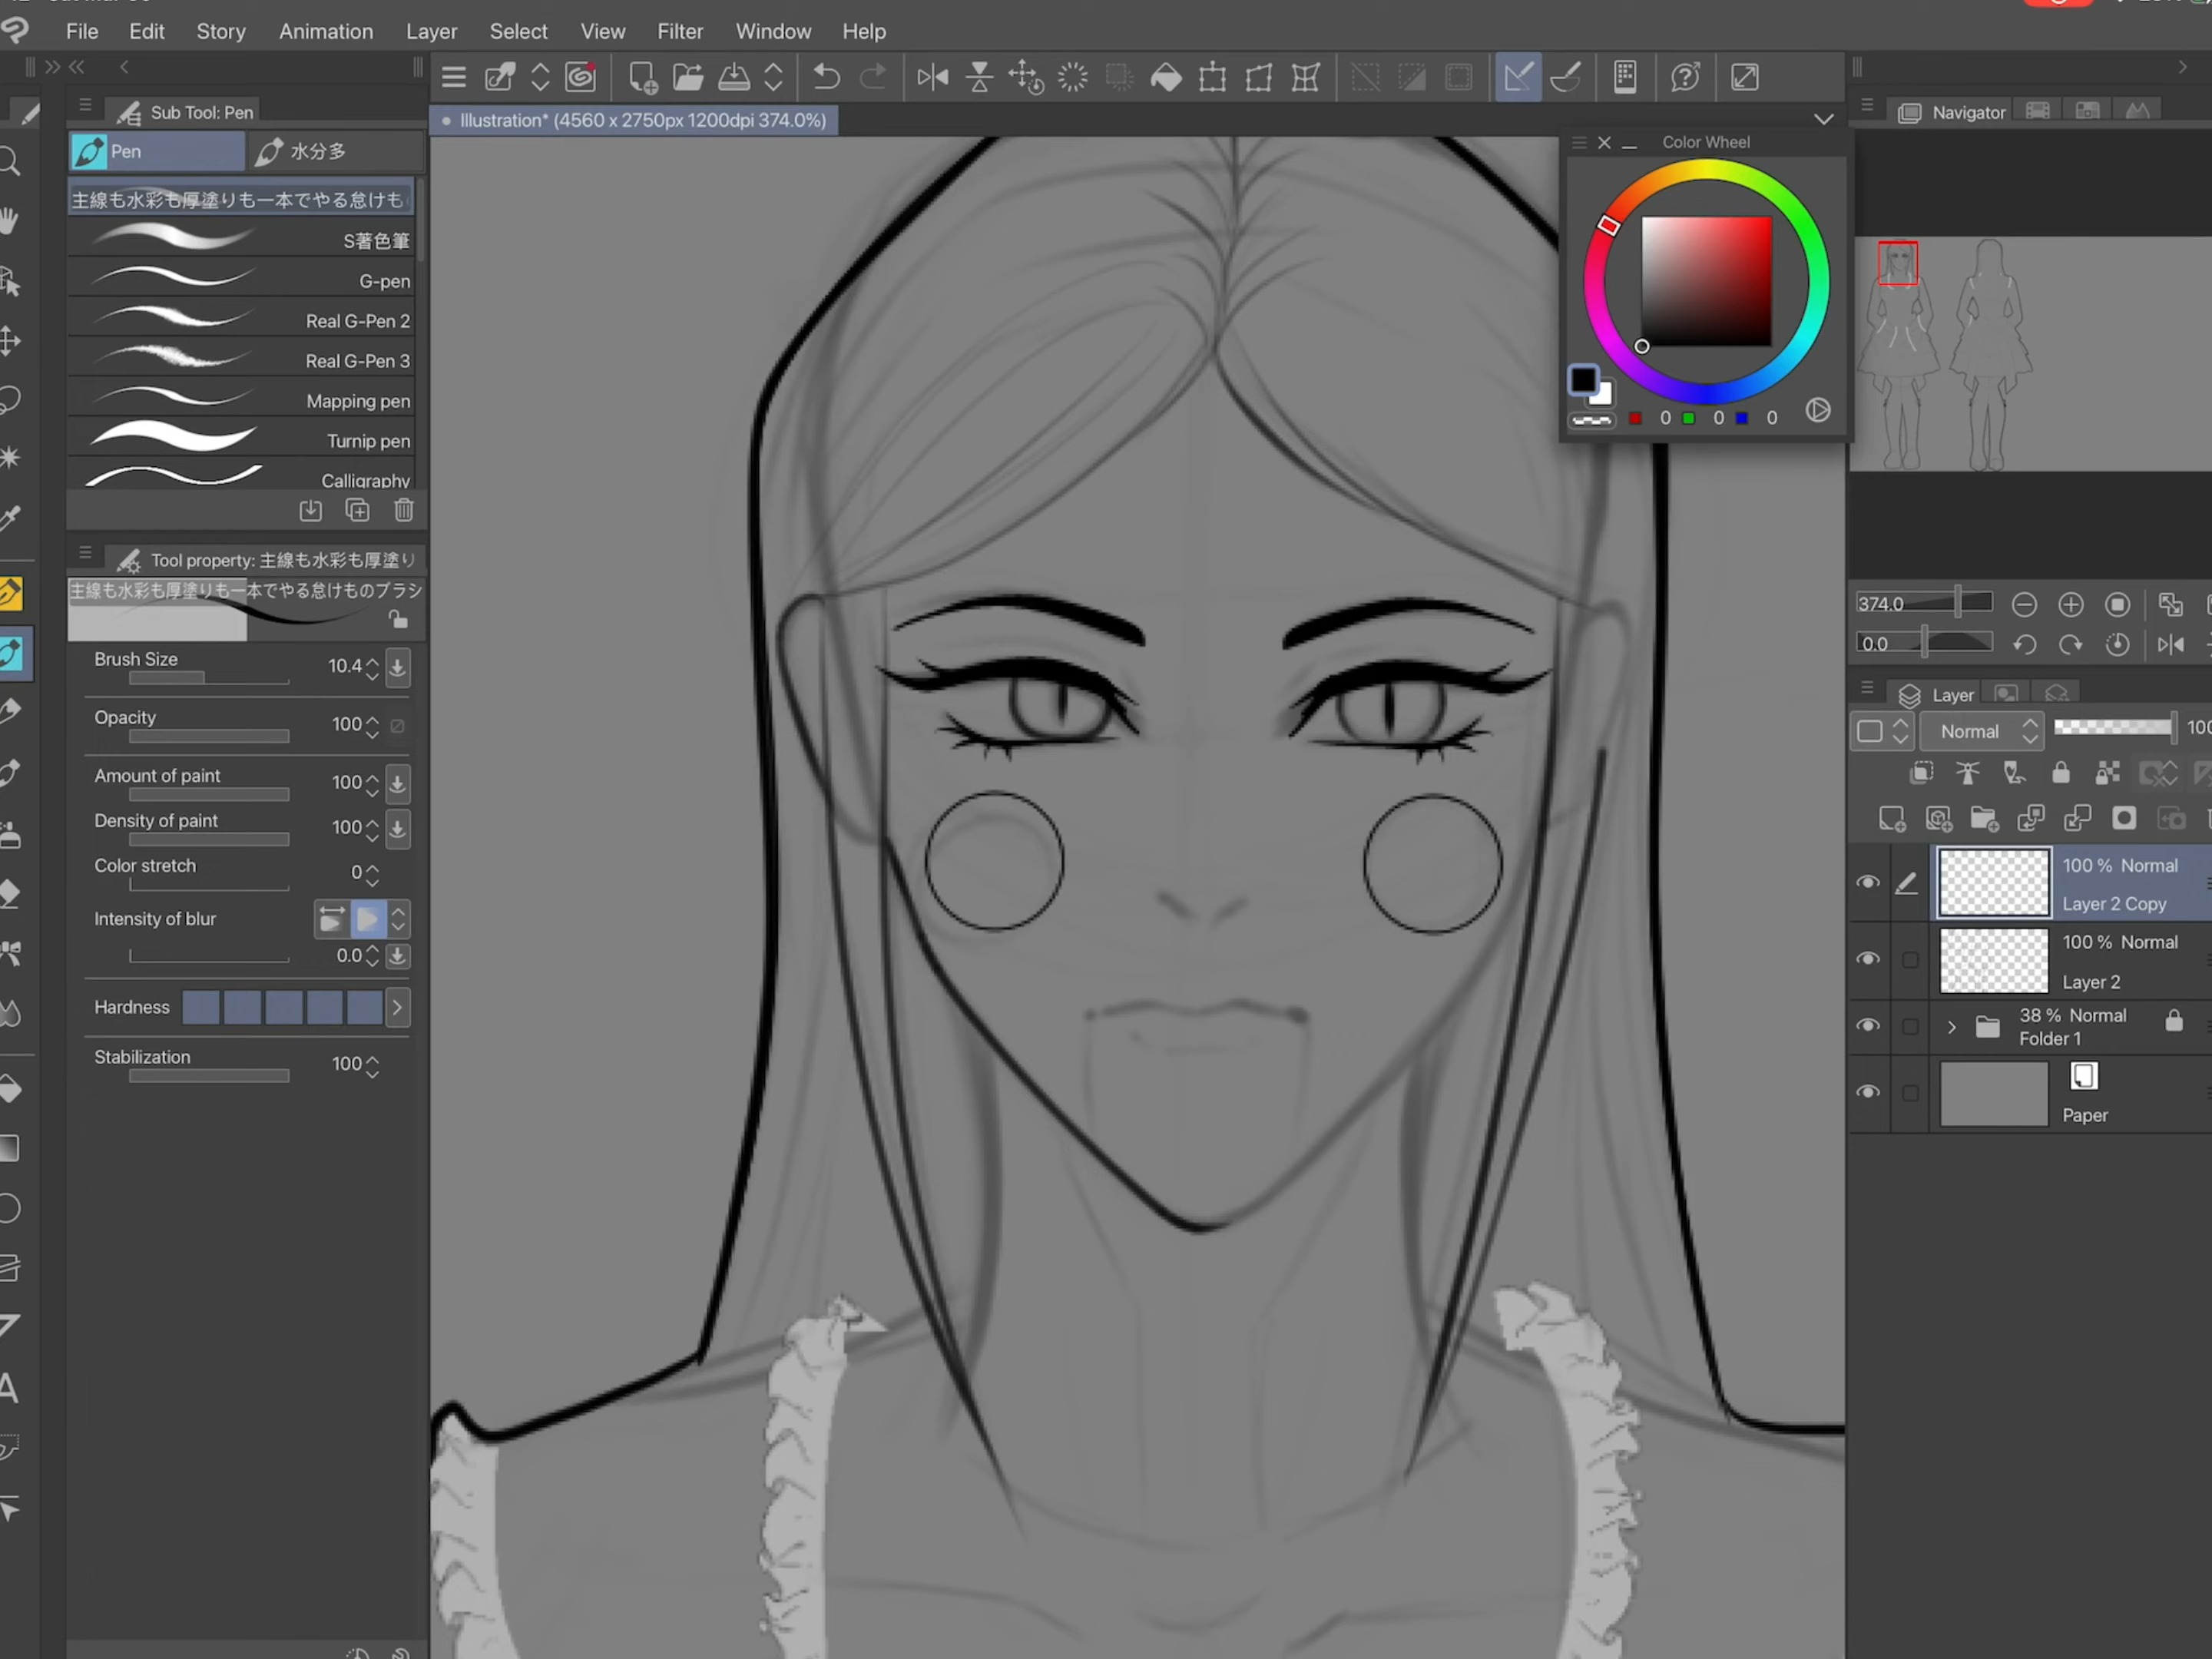 File Edit Story Animation Layer Select View Filter Window Help
Sub Tool: Pen
Pen
水分多
主線も水彩も厚塗りも一本でやる怠けも
S著色筆
G-pen
Real G-Pen 2
Real G-Pen 3
Mapping pen
Turnip pen
Calligraphy
Tool property: 主線も水彩も厚塗り
主線も水彩も厚塗りも一本でやる怠けものブラシ
Brush Size 10.4
Opacity 100
Amount of paint 100
Density of paint 100
Color stretch 0
Intensity of blur
0.0
Hardness
Stabilization 100
Illustration* (4560 x 2750px 1200dpi 374.0%)
Color Wheel
0 0 0
Navigator
374.0
0.0
Layer
Normal 100
100 % Normal
Layer 2 Copy
100 % Normal
Layer 2
38 % Normal
Folder 1
Paper